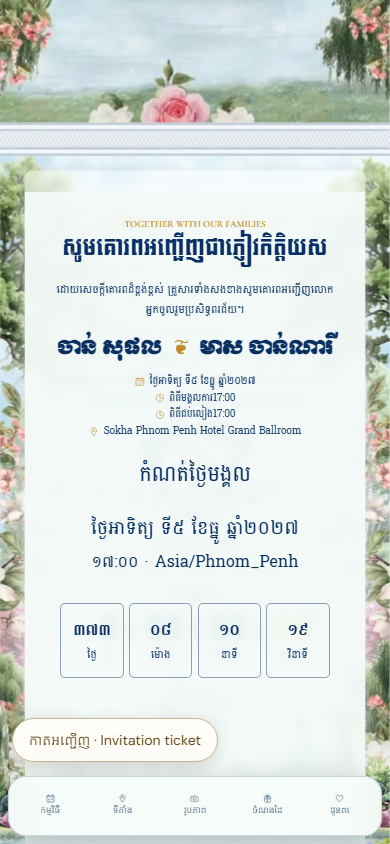 TOGETHER WITH OUR FAMILIES
សូមគោរពអញ្ជើញជាភ្ញៀវកិត្តិយស
ដោយសេចក្តីគោរពដ៏ខ្ពង់ខ្ពស់ គ្រួសារទាំងសងខាងសូមគោរពអញ្ជើញលោក
អ្នកចូលរួមប្រសិទ្ធពរជ័យ។
ចាន់ សុផល ❦ មាស ចាន់ណារី
ថ្ងៃអាទិត្យ ទី៥ ខែធ្នូ ឆ្នាំ២០២៧
ពិធីមង្គលការ17:00
ពិធីជប់លៀង17:00
Sokha Phnom Penh Hotel Grand Ballroom
កំណត់ថ្ងៃមង្គល
ថ្ងៃអាទិត្យ ទី៥ ខែធ្នូ ឆ្នាំ២០២៧
១៧:០០ · Asia/Phnom_Penh
៣៧៣ ០៨ ១០ ១៩
ថ្ងៃ ម៉ោង នាទី វិនាទី
កាតអញ្ជើញ · Invitation ticket
កម្មវិធី ទីតាំង រូបភាព ចំណងដៃ ជូនពរ